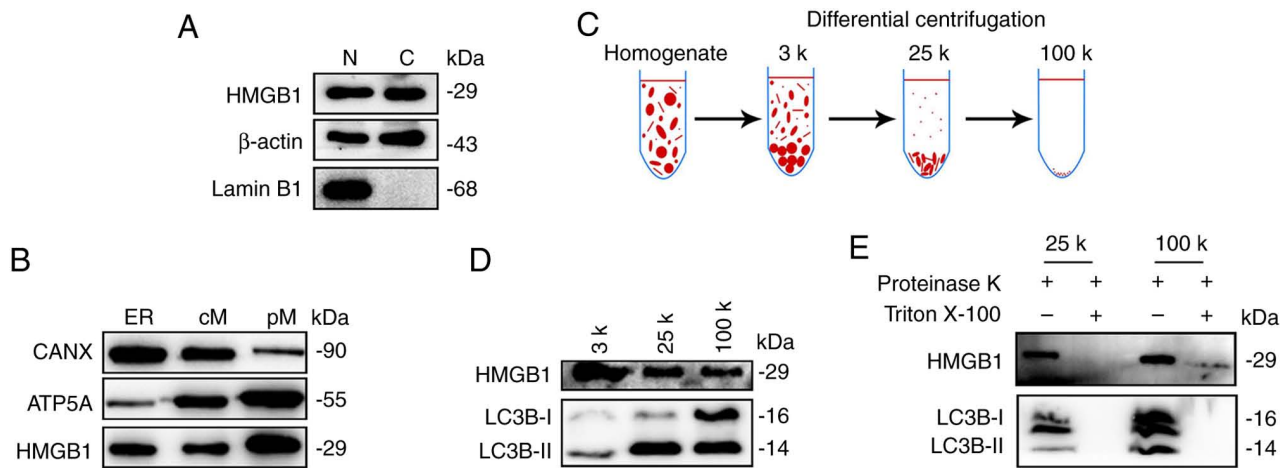 A
N C kDa
HMGB1 -29
β-actin -43
Lamin B1 -68
B
ER cM pM kDa
CANX -90
ATP5A -55
HMGB1 -29
C
Differential centrifugation
Homogenate 3 k 25 k 100 k
D
3 k 25 k 100 k kDa
HMGB1 -29
LC3B-I -16
LC3B-II -14
E
25 k 100 k
Proteinase K + + + +
Triton X-100 – + – + kDa
HMGB1 -29
LC3B-I -16
LC3B-II -14